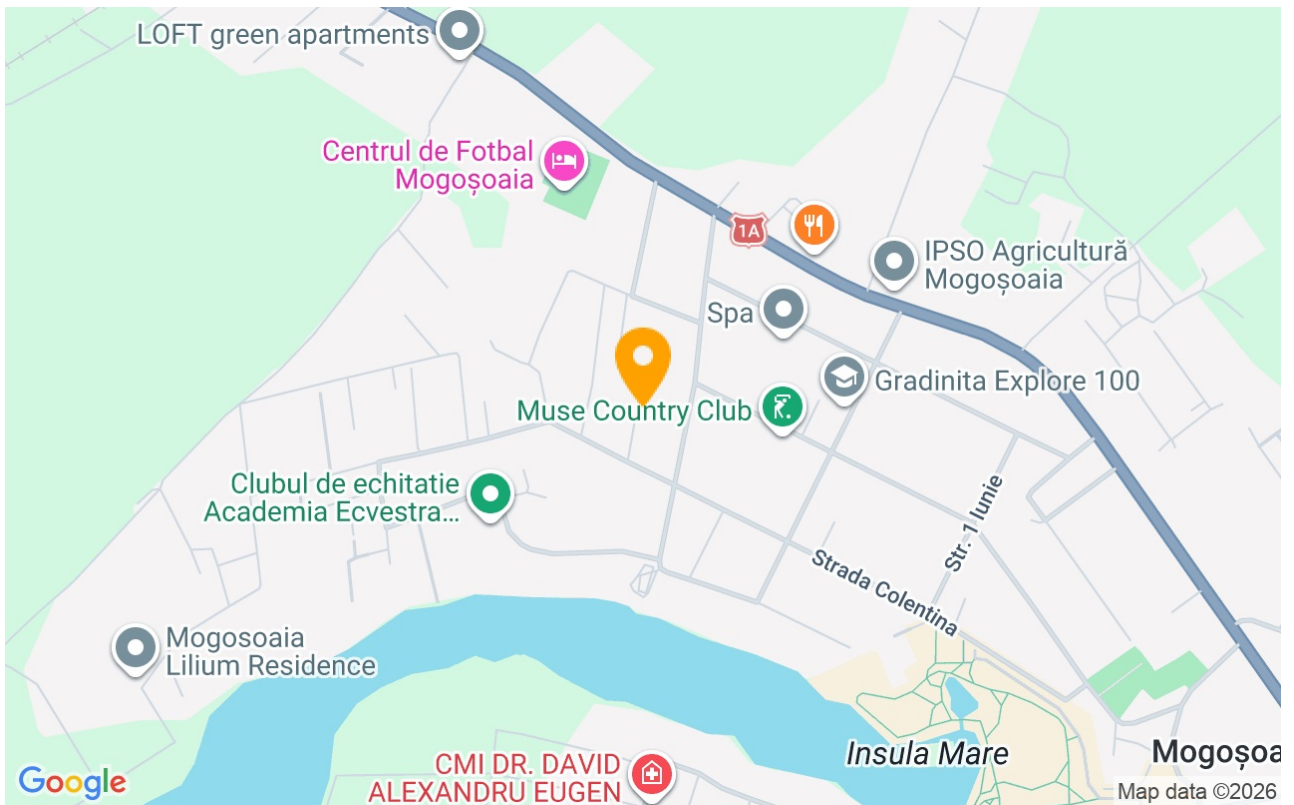 LOFT green apartments
Centrul de Fotbal
Mogoșoaia
1A
IPSO Agricultură
Mogoșoaia
Spa
Gradinita Explore 100
Muse Country Club
Clubul de echitatie
Academia Ecvestra...
Str. 1 Iunie
Strada Colentina
Mogosoaia
Lilium Residence
Insula Mare
Mogoșoa
CMI DR. DAVID
ALEXANDRU EUGEN
Google
Map data ©2026